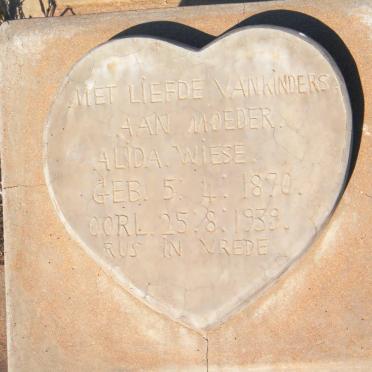 MET LIEFDE VAN KINDERS
AAN MOEDER.
ALIDA. WIESE.
GEB. 5. 4. 1870.
OORL. 25.8.1939.
RUS IN VREDE